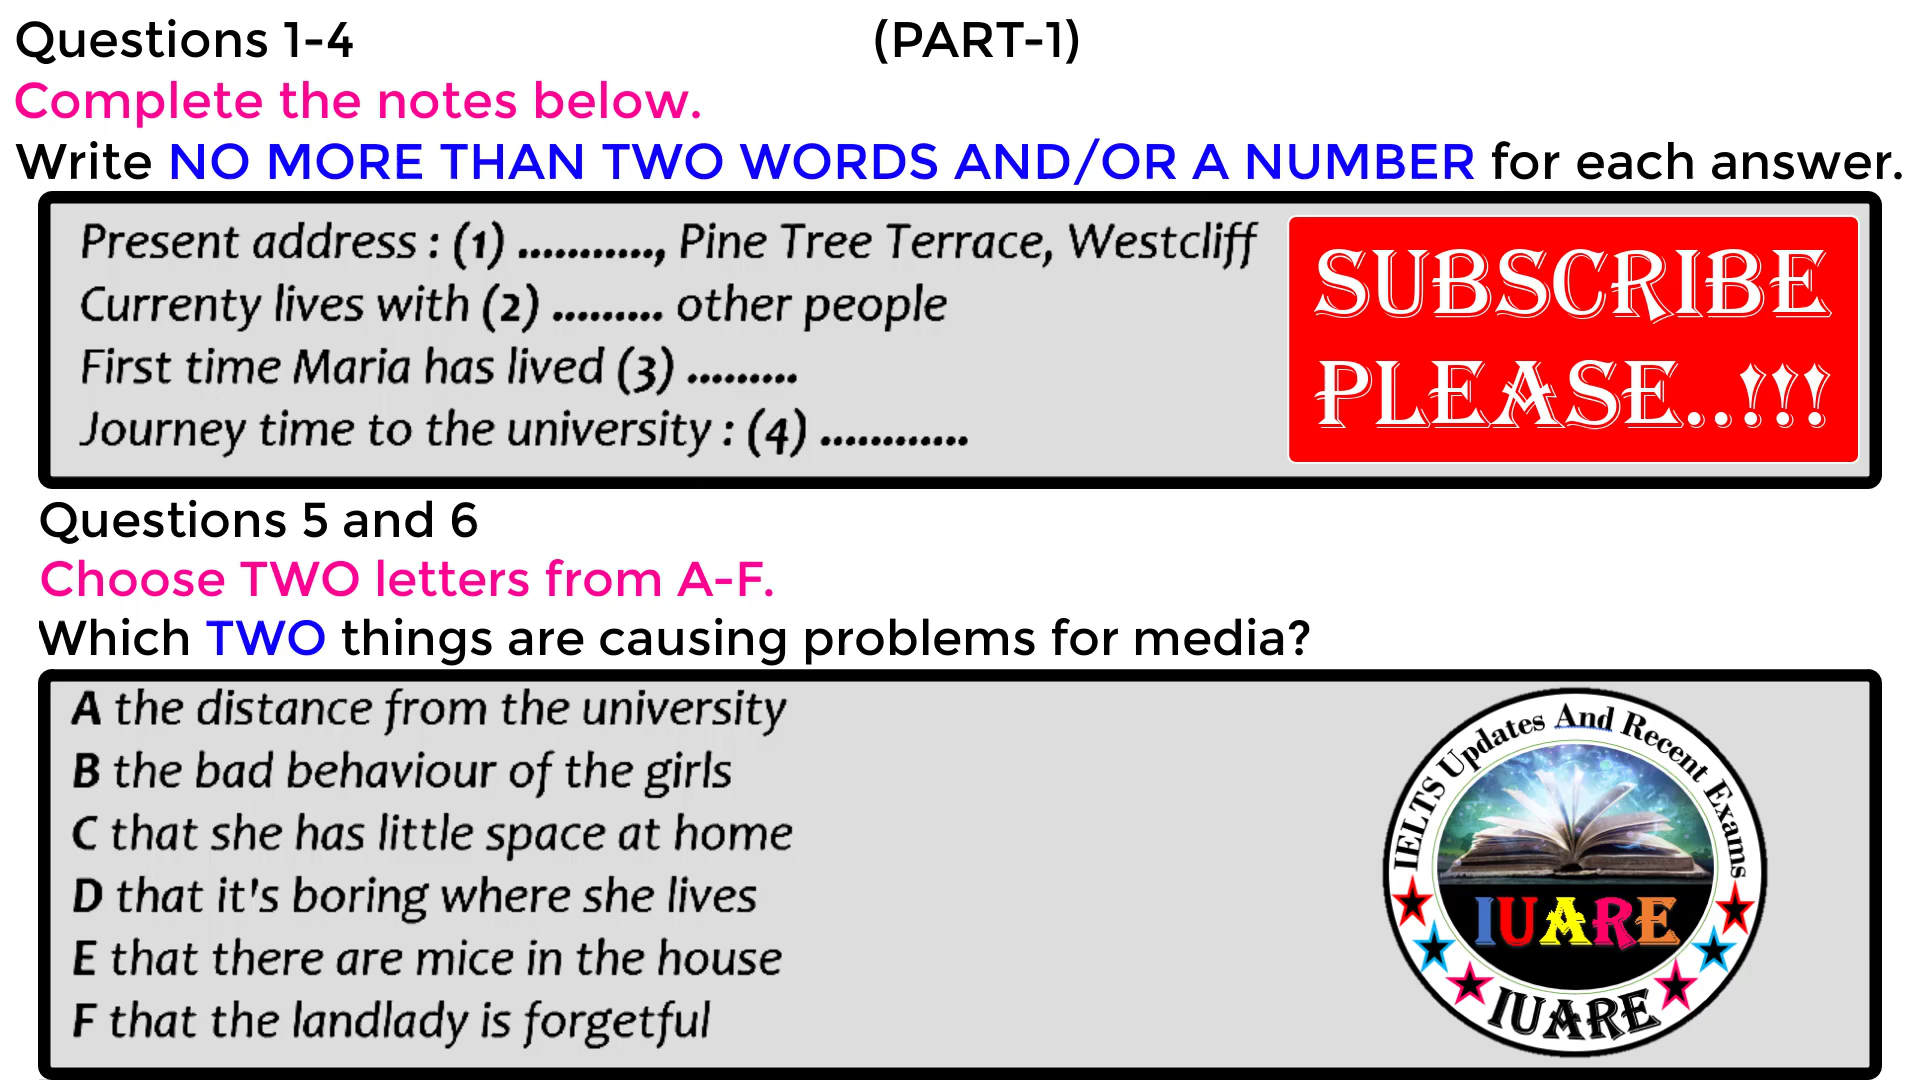 Questions 1-4 (PART-1)
Complete the notes below.
Write NO MORE THAN TWO WORDS AND/OR A NUMBER for each answer.
Present address : (1) ............, Pine Tree Terrace, Westcliff
Currenty lives with (2) ......... other people
First time Maria has lived (3) .........
Journey time to the university : (4) ............
SUBSCRIBE
PLEASE..!!!
Questions 5 and 6
Choose TWO letters from A-F.
Which TWO things are causing problems for media?
A the distance from the university
B the bad behaviour of the girls
C that she has little space at home
D that it's boring where she lives
E that there are mice in the house
F that the landlady is forgetful
IELTS Updates And Recent Exams
IUARE
IUARE